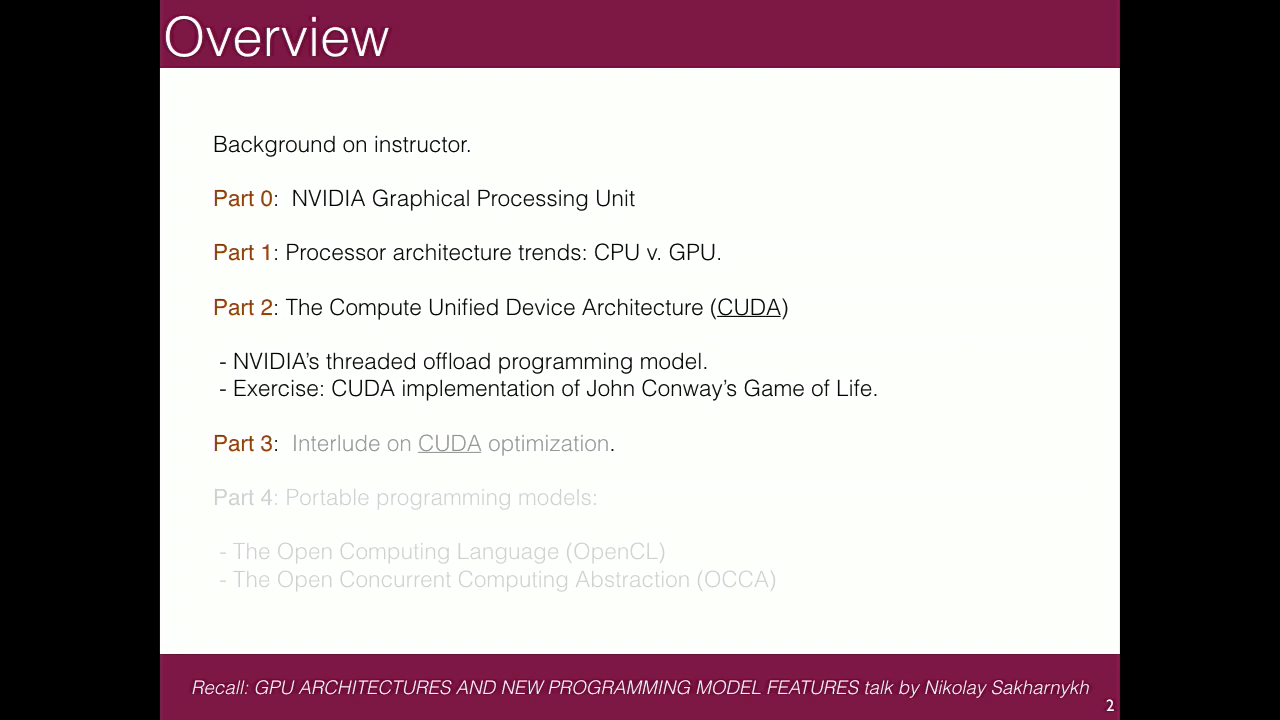 Overview
Background on instructor.
Part 0:  NVIDIA Graphical Processing Unit
Part 1: Processor architecture trends: CPU v. GPU.
Part 2: The Compute Unified Device Architecture (CUDA)
- NVIDIA’s threaded offload programming model.
- Exercise: CUDA implementation of John Conway’s Game of Life.
Part 3:  Interlude on CUDA optimization.
Part 4: Portable programming models:
- The Open Computing Language (OpenCL)
- The Open Concurrent Computing Abstraction (OCCA)
Recall: GPU ARCHITECTURES AND NEW PROGRAMMING MODEL FEATURES talk by Nikolay Sakharnykh
2